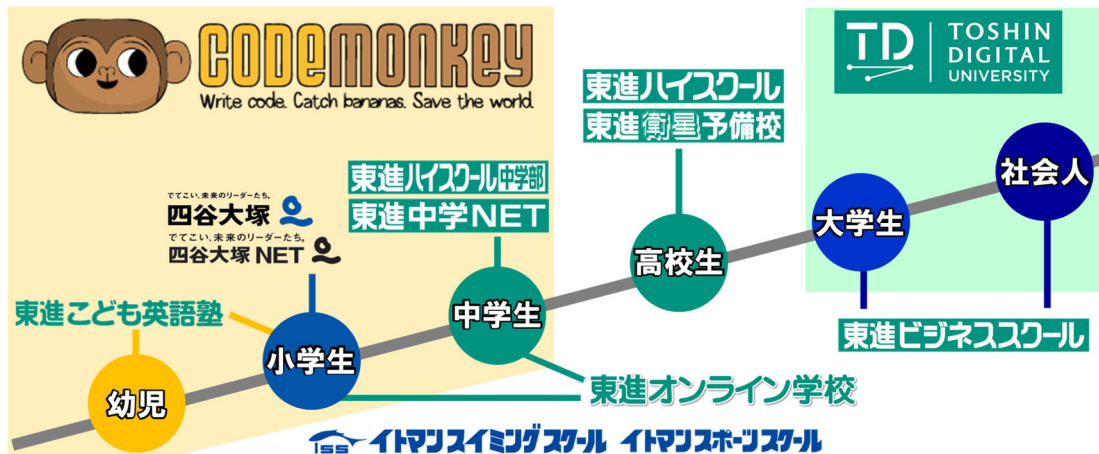 CODEMONKEY
Write code. Catch bananas. Save the world.
TD
TOSHIN
DIGITAL
UNIVERSITY
東進ハイスクール
東進衛星予備校
社会人
東進ハイスクール中学部
東進中学NET
でてこい、未来のリーダーたち。
四谷大塚
でてこい、未来のリーダーたち。
四谷大塚 NET
大学生
高校生
東進こども英語塾
中学生
東進ビジネススクール
小学生
幼児
東進オンライン学校
ISS イトマンスイミングスクール イトマンスポーツスクール